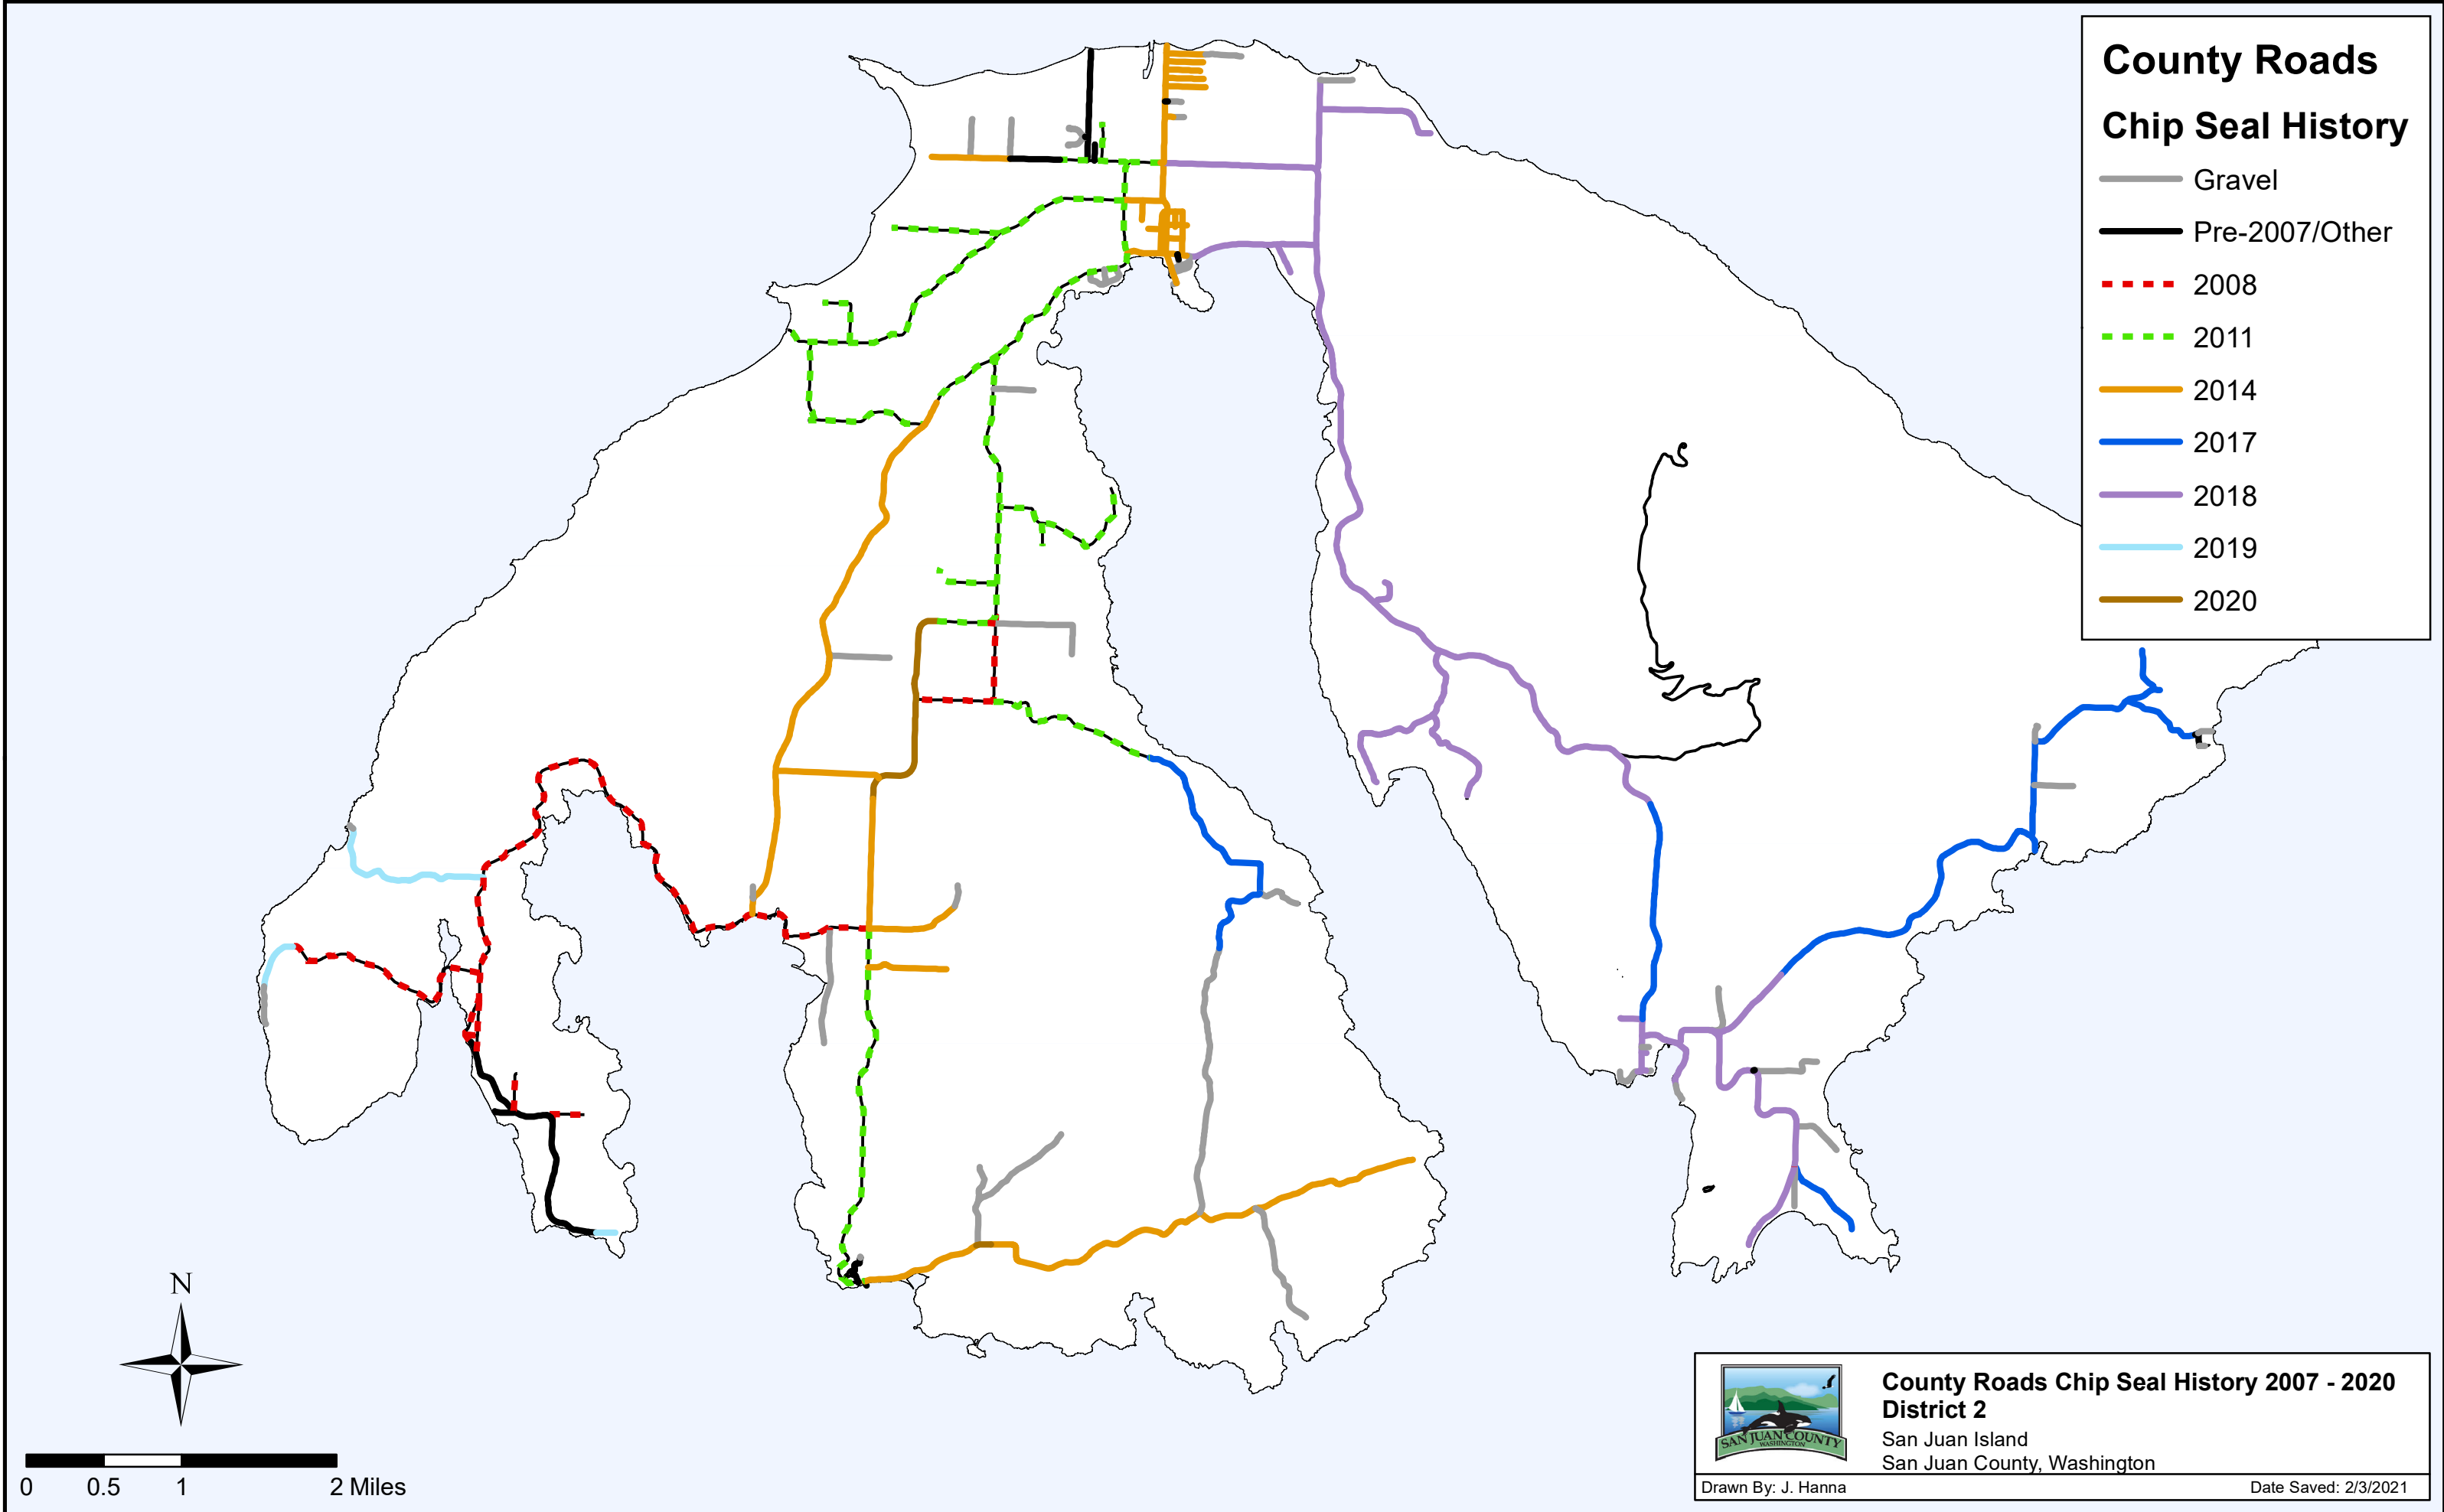 County Roads
Chip Seal History
Gravel
Pre-2007/Other
2008
2011
2014
2017
2018
2019
2020
N
0 0.5 1 2 Miles
SAN JUAN COUNTY
WASHINGTON
County Roads Chip Seal History 2007 - 2020
District 2
San Juan Island
San Juan County, Washington
Drawn By: J. Hanna
Date Saved: 2/3/2021